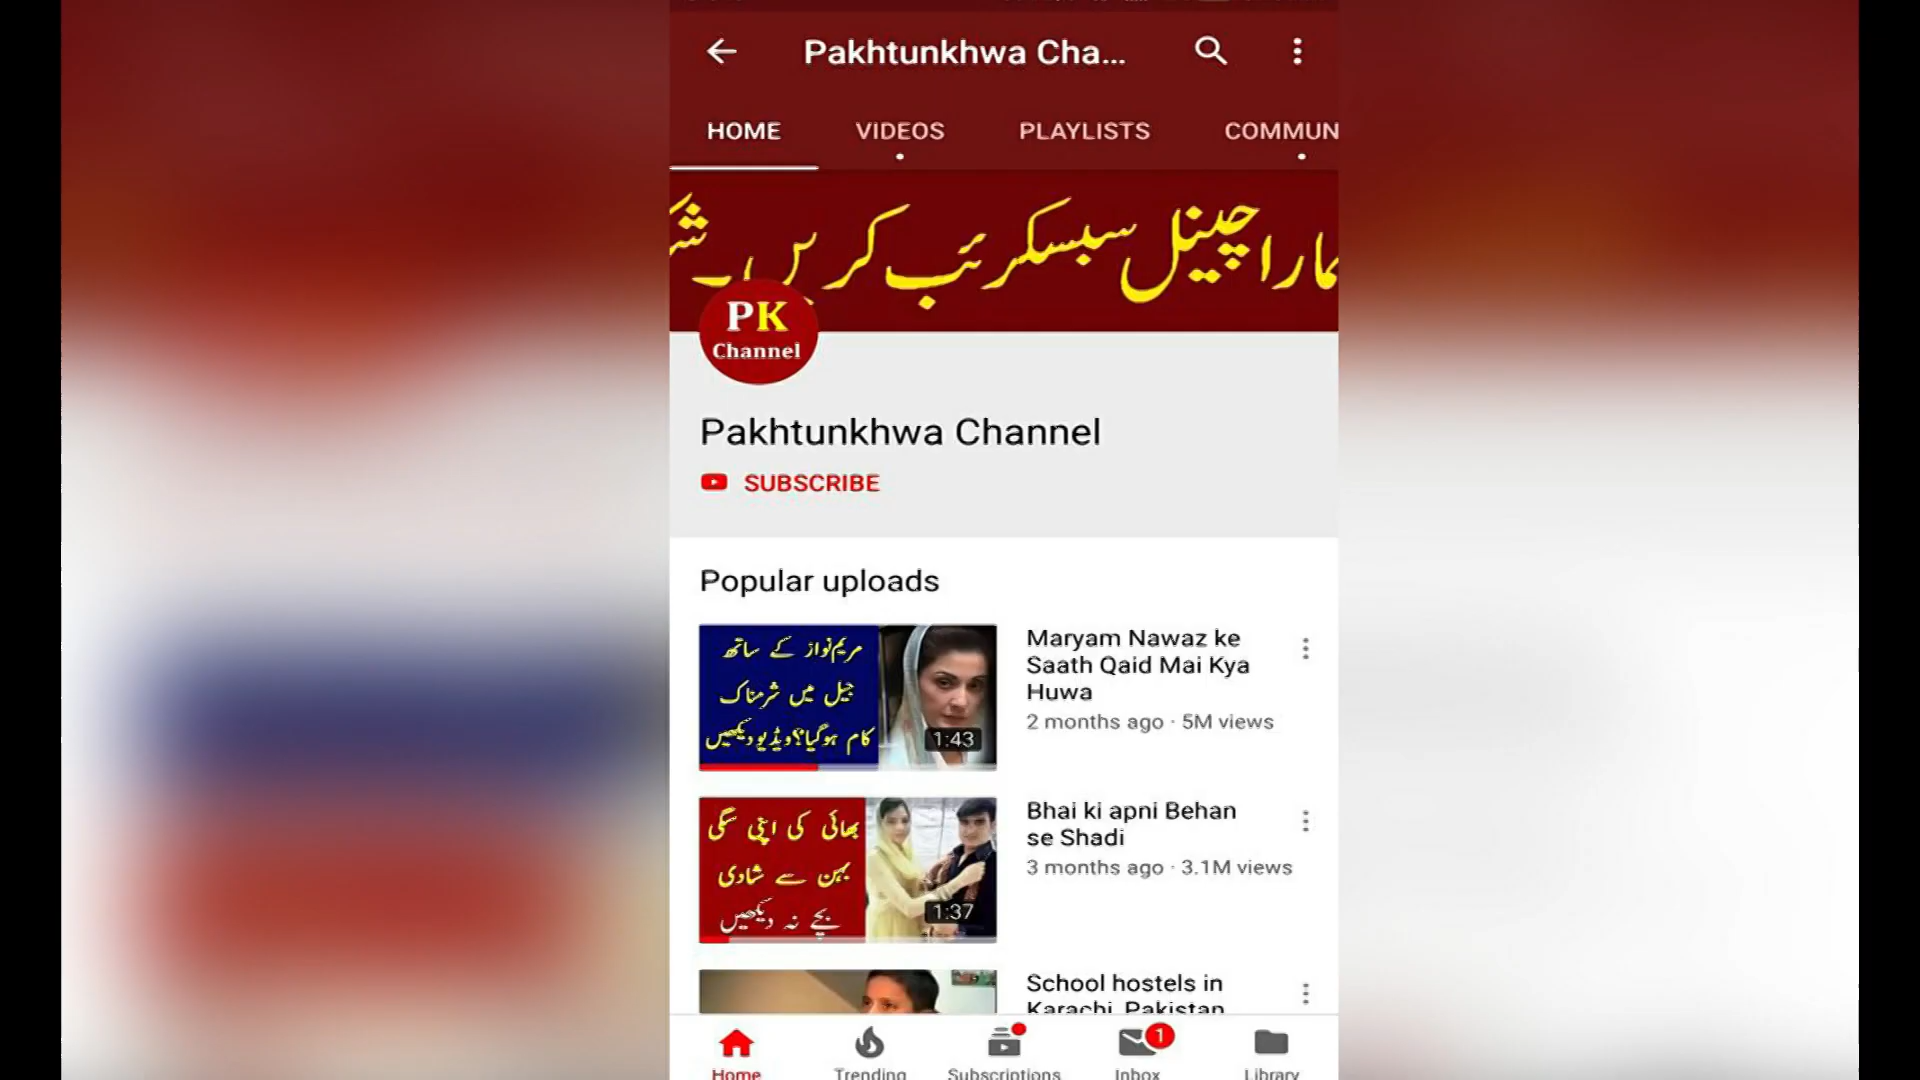 Pakhtunkhwa Cha...
HOME VIDEOS PLAYLISTS COMMUN
مارا چینل سبسکرئب کریں۔ شک
PK
Channel
Pakhtunkhwa Channel
SUBSCRIBE
Popular uploads
مریم نواز کے ساتھ
جیل میں شرمناک
کام ہوگیا؟ویڈیو دیکھیں
1:43
Maryam Nawaz ke
Saath Qaid Mai Kya
Huwa
2 months ago · 5M views
بھائی کی اپنی سگی
بہن سے شادی
بچے نہ دیکھیں
1:37
Bhai ki apni Behan
se Shadi
3 months ago · 3.1M views
School hostels in
Karachi, Pakistan
1
Home Trending Subscriptions Inbox Library